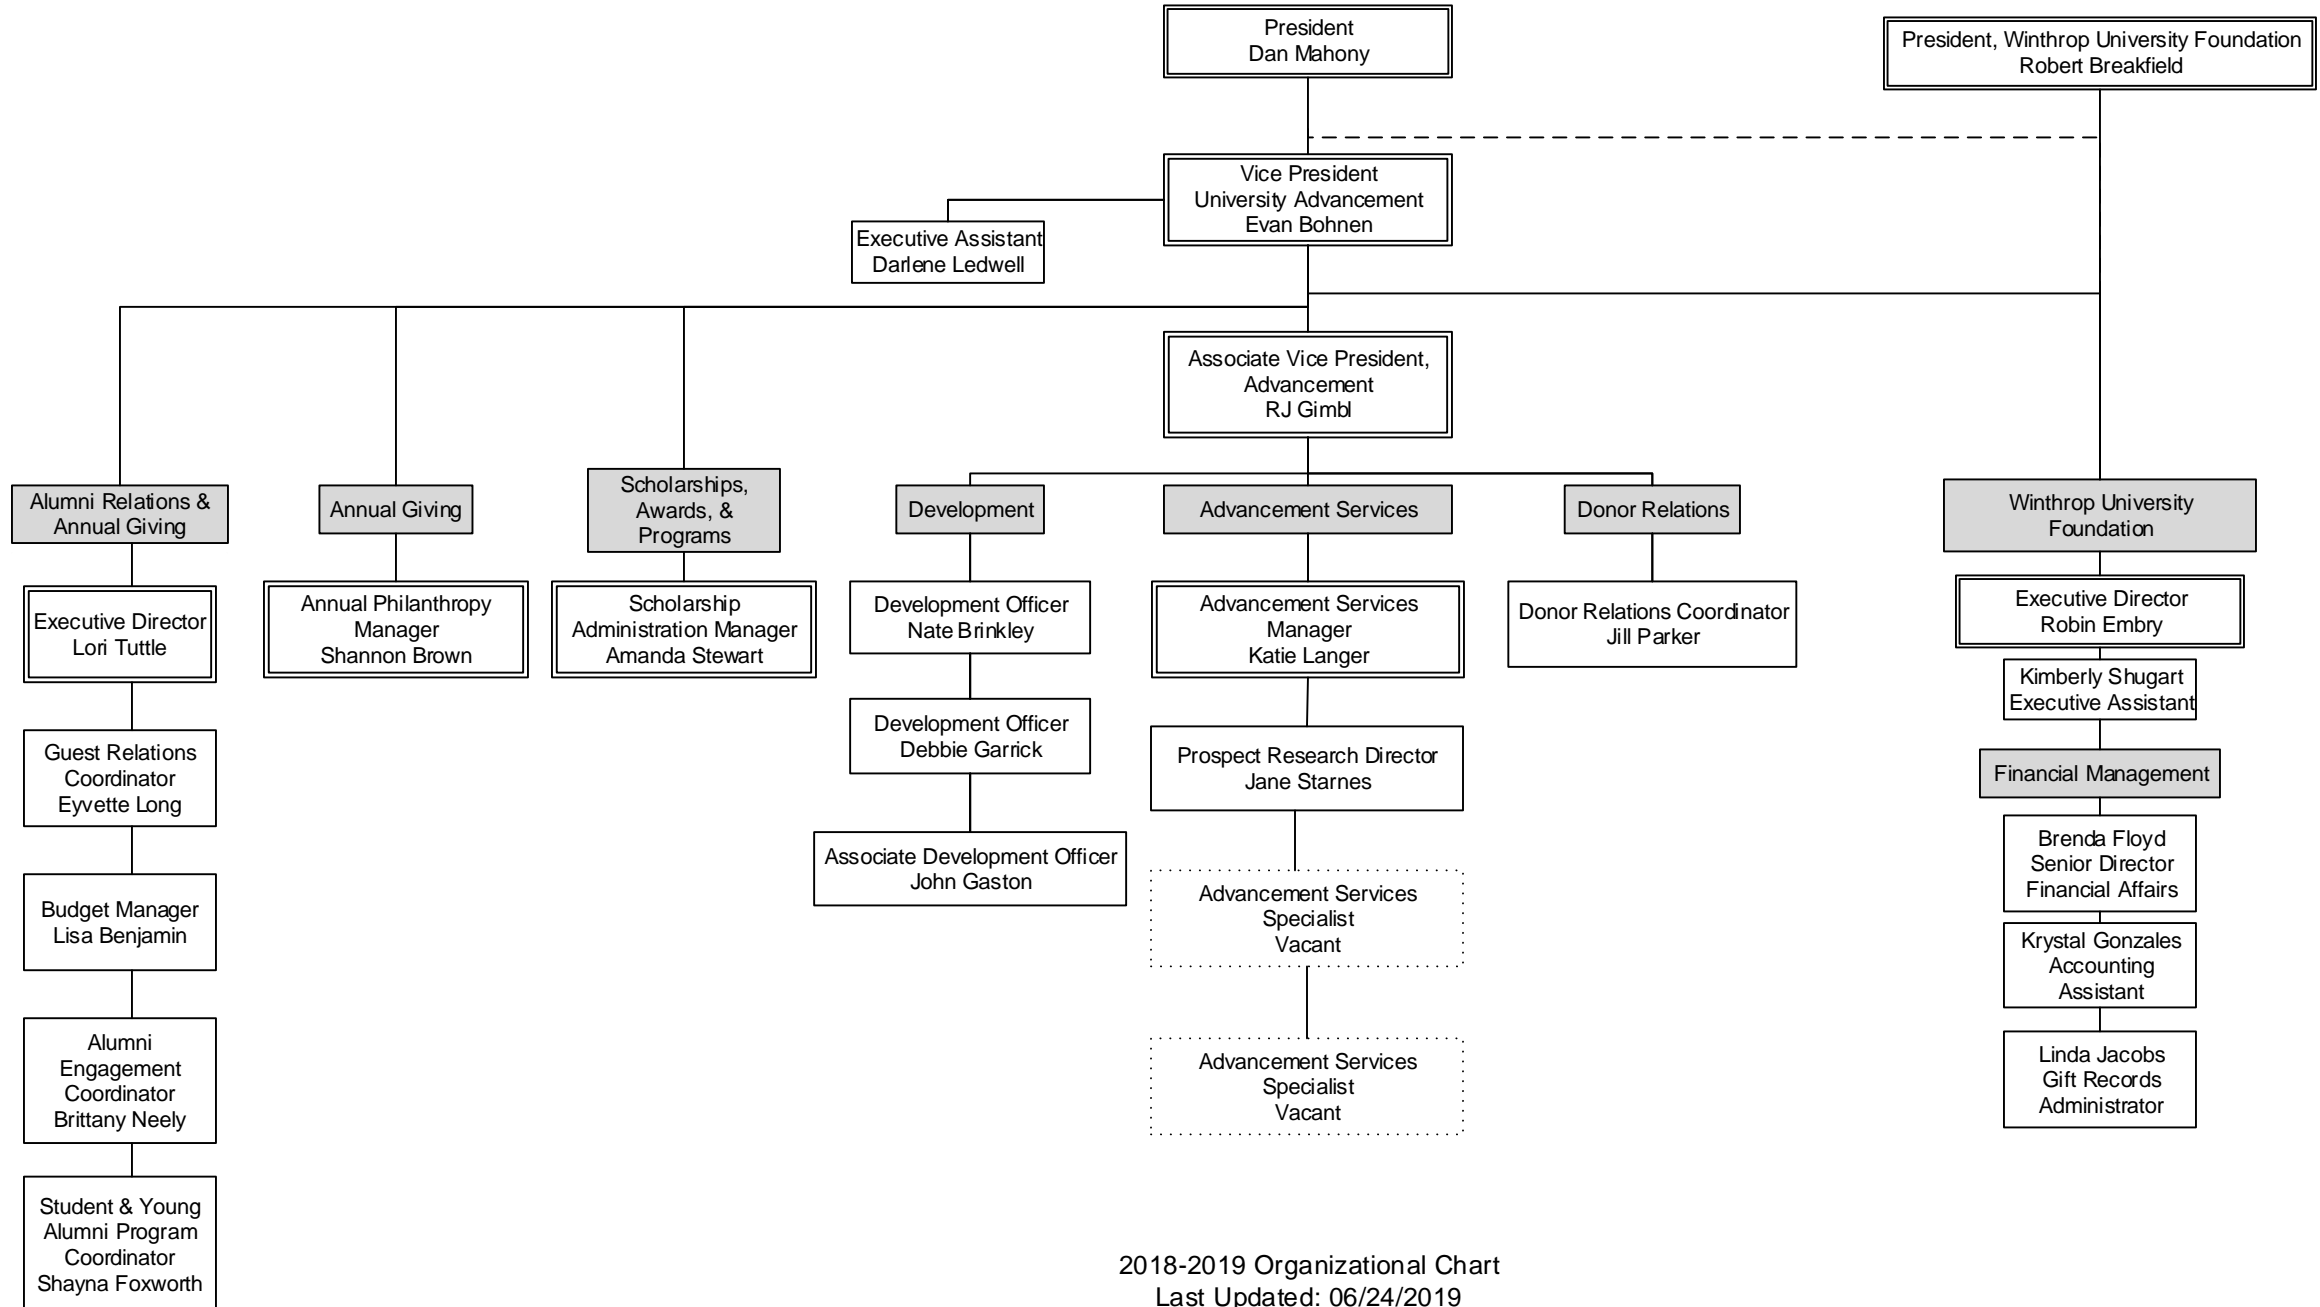 President
Dan Mahony
President, Winthrop University Foundation
Robert Breakfield
Vice President
University Advancement
Evan Bohnen
Executive Assistant
Darlene Ledwell
Associate Vice President,
Advancement
RJ Gimbl
Alumni Relations &
Annual Giving
Annual Giving
Scholarships,
Awards, &
Programs
Development
Advancement Services
Donor Relations
Winthrop University
Foundation
Executive Director
Lori Tuttle
Annual Philanthropy
Manager
Shannon Brown
Scholarship
Administration Manager
Amanda Stewart
Development Officer
Nate Brinkley
Advancement Services
Manager
Katie Langer
Donor Relations Coordinator
Jill Parker
Executive Director
Robin Embry
Kimberly Shugart
Executive Assistant
Guest Relations
Coordinator
Eyvette Long
Development Officer
Debbie Garrick
Prospect Research Director
Jane Starnes
Financial Management
Budget Manager
Lisa Benjamin
Associate Development Officer
John Gaston
Advancement Services
Specialist
Vacant
Brenda Floyd
Senior Director
Financial Affairs
Krystal Gonzales
Accounting
Assistant
Alumni
Engagement
Coordinator
Brittany Neely
Advancement Services
Specialist
Vacant
Linda Jacobs
Gift Records
Administrator
Student & Young
Alumni Program
Coordinator
Shayna Foxworth
2018-2019 Organizational Chart
Last Updated: 06/24/2019